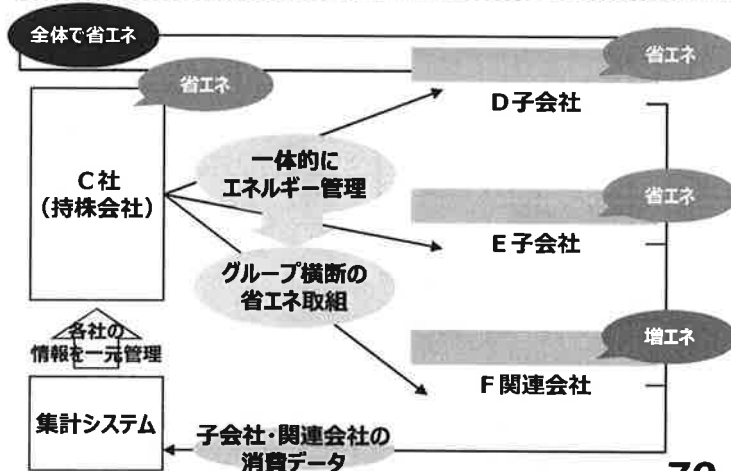 全体で省エネ
省エネ
省エネ
D子会社
C社
（持株会社）
一体的に
エネルギー管理
省エネ
E子会社
グループ横断の
省エネ取組
増エネ
F関連会社
各社の
情報を一元管理
集計システム
子会社・関連会社の
消費データ